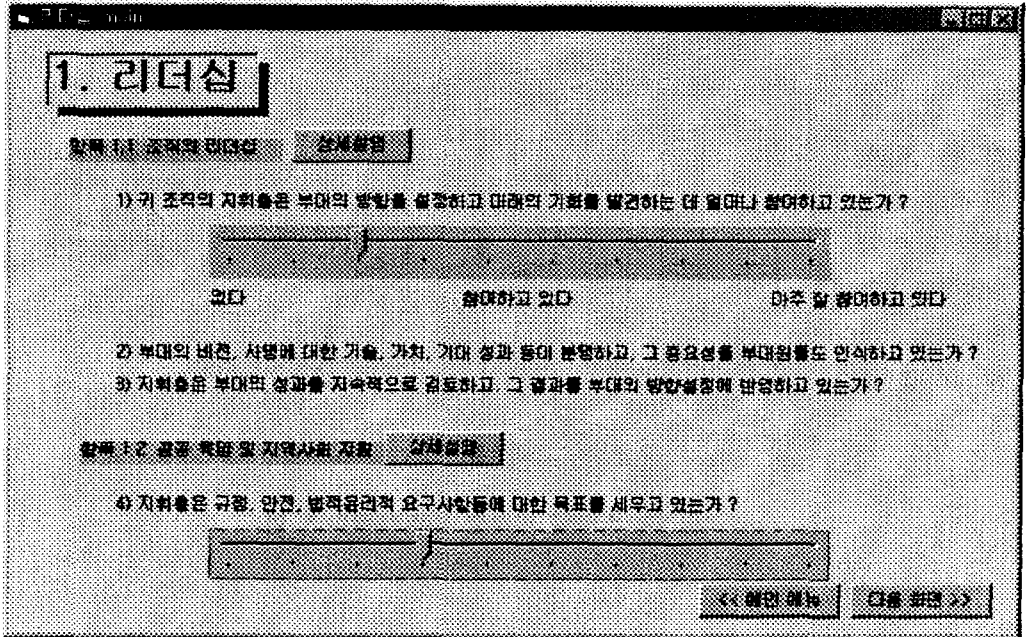 main
1. 리더십
항목 1.1 조직의 리더십 상세설명
1) 귀 조직의 지휘층은 부대의 방향을 설정하고 미래의 기회를 발견하는 데 얼마나 참여하고 있는가 ?
없다 참여하고 있다 아주 잘 참여하고 있다
2) 부대의 비전, 사명에 대한 기술, 가치, 기대 성과 등이 분명하고, 그 중요성을 부대원들도 인식하고 있는가 ?
3) 지휘층은 부대의 성과를 지속적으로 검토하고, 그 결과를 부대의 방향설정에 반영하고 있는가 ?
항목 1.2 공공 책임 및 지역사회 지원 상세설명
4) 지휘층은 규정, 안전, 법적윤리적 요구사항등에 대한 목표를 세우고 있는가 ?
<< 메인 메뉴 다음 화면 >>